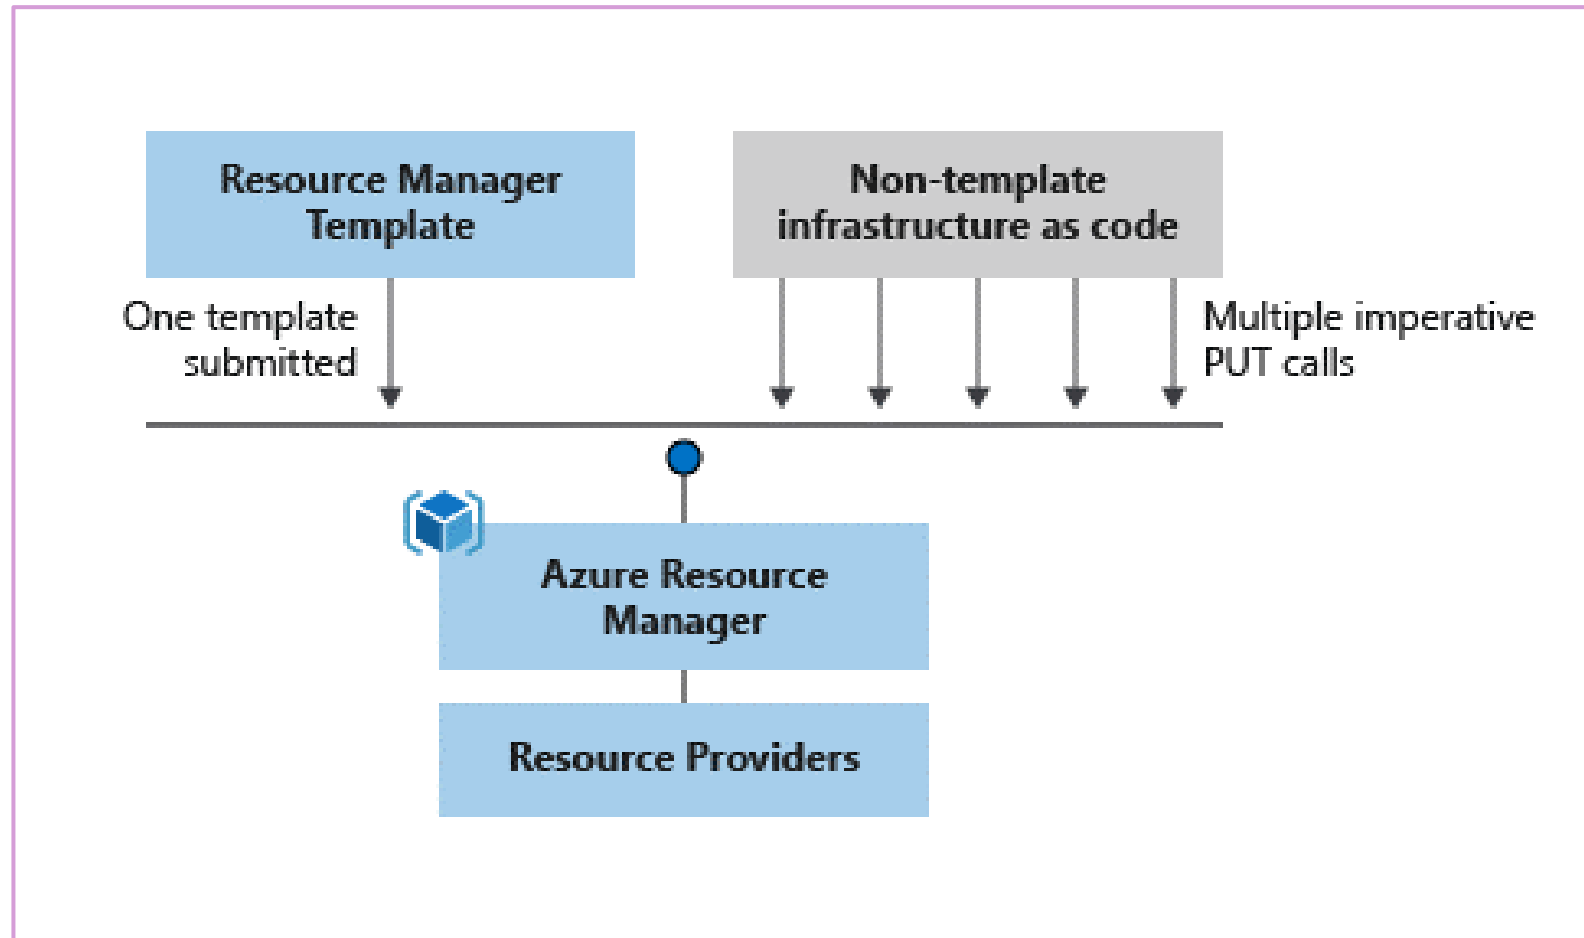 Resource Manager
Template
Non-template
infrastructure as code
One template
submitted
Multiple imperative
PUT calls
Azure Resource
Manager
Resource Providers